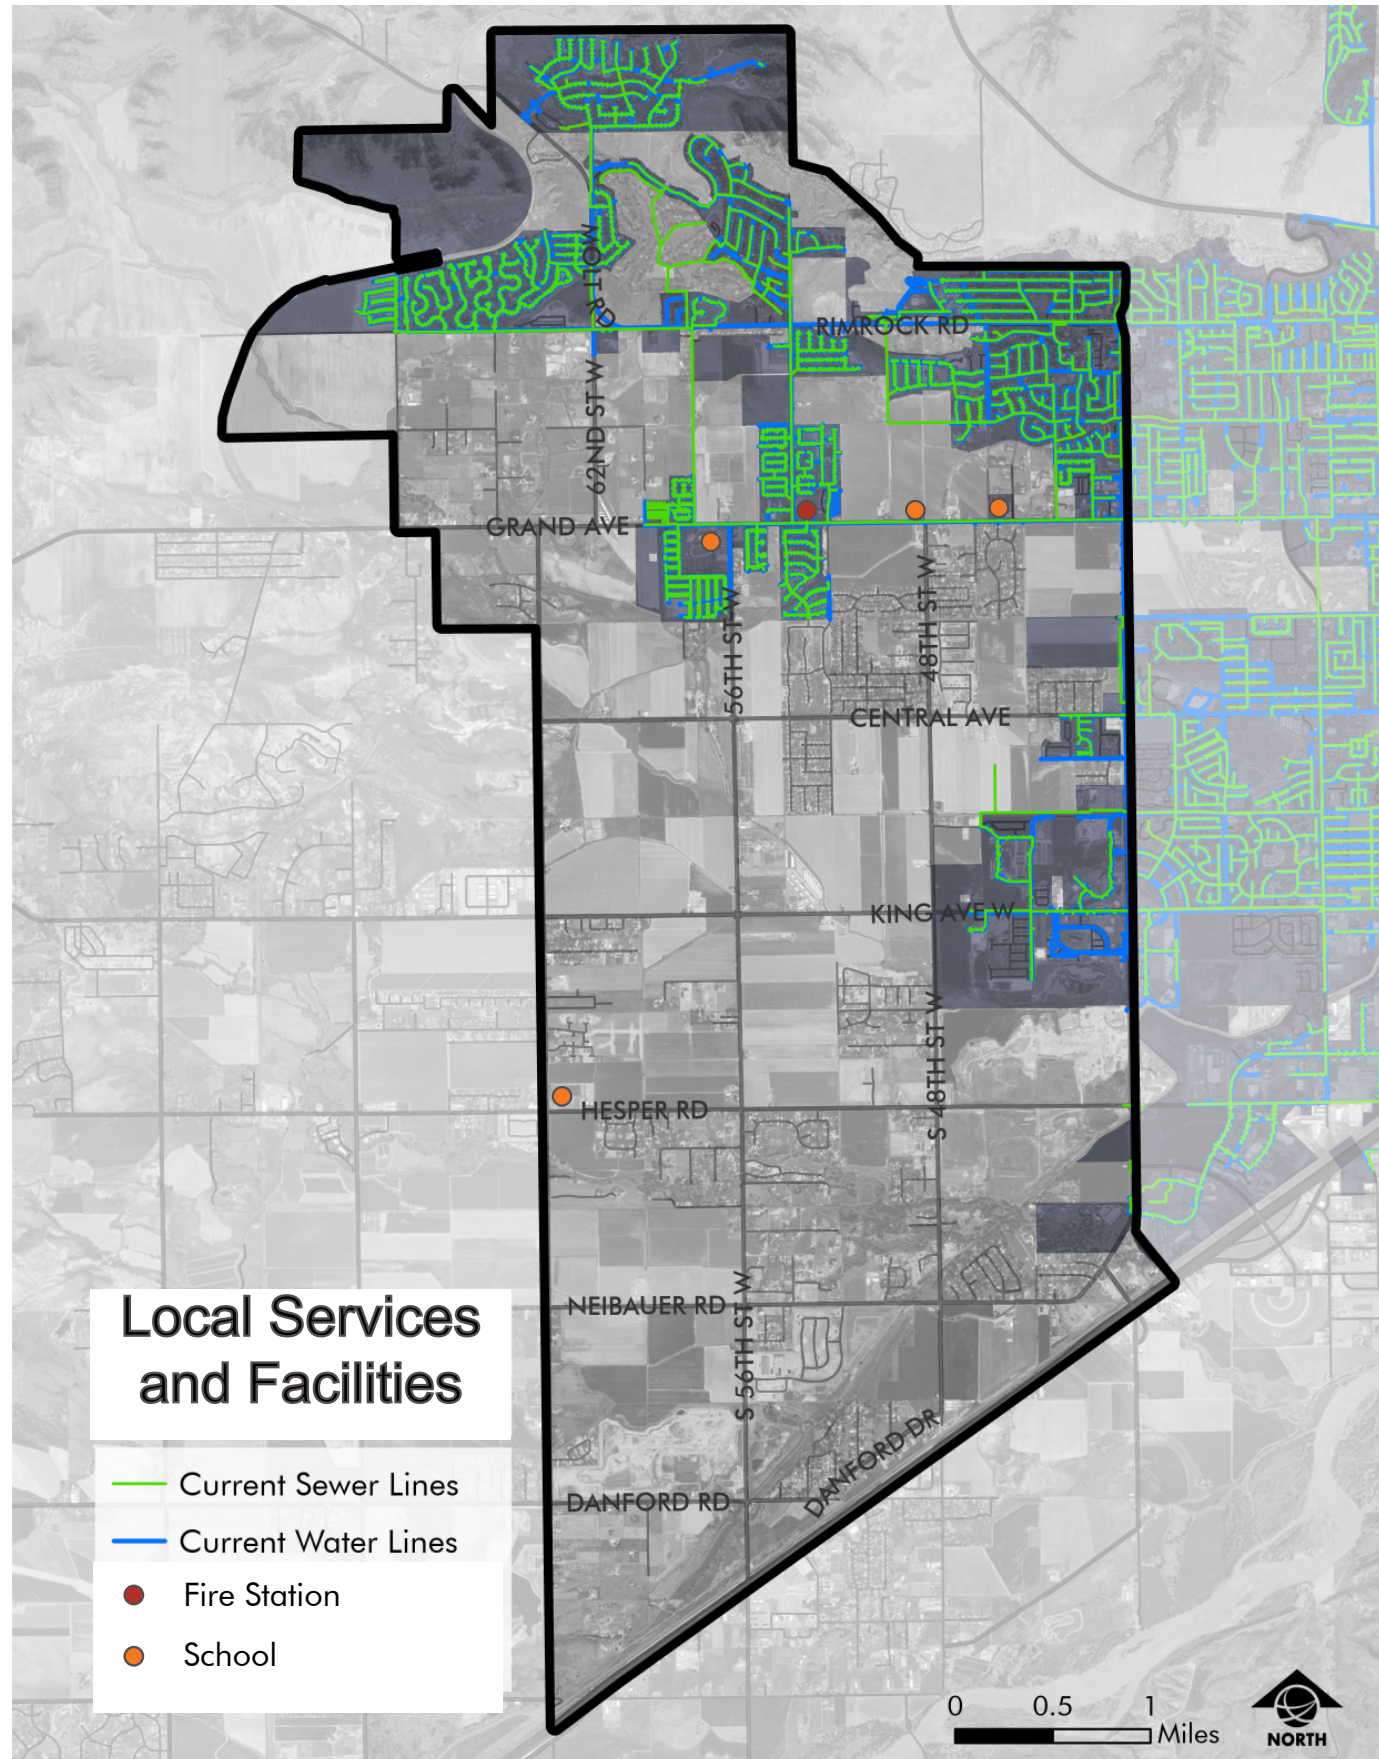 MOLT RD
RIMROCK RD
62ND ST W
GRAND AVE
56TH ST W
48TH ST W
CENTRAL AVE
KING AVE W
S 48TH ST W
HESPER RD
NEIBAUER RD
S 56TH ST W
DANFORD DR
DANFORD RD
Local Services
and Facilities
Current Sewer Lines
Current Water Lines
Fire Station
School
0 0.5 1
Miles
NORTH